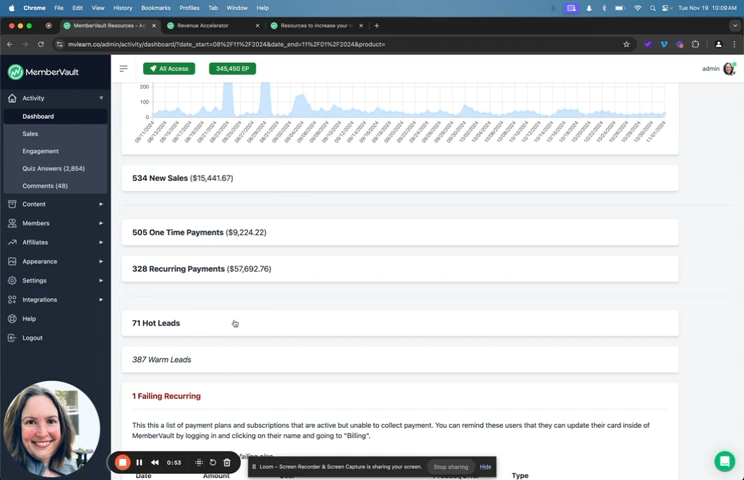 Chrome File Edit View History Bookmarks Profiles Tab Window Help
Tue Nov 19 10:09 AM
MemberVault Resources - Ad
Revenue Accelerator
Resources to increase your r
mvlearn.co/admin/activity/dashboard/?date_start=08%2F11%2F2024&date_end=11%2F01%2F2024&product=
MemberVault
All Access
345,450 EP
admin
Activity
Dashboard
Sales
Engagement
Quiz Answers (2,854)
Comments (48)
Content
Members
Affiliates
Appearance
Settings
Integrations
Help
Logout
200
100
0
534 New Sales ($15,441.67)
505 One Time Payments ($9,224.22)
328 Recurring Payments ($57,692.76)
71 Hot Leads
387 Warm Leads
1 Failing Recurring
This this a list of payment plans and subscriptions that are active but unable to collect payment. You can remind these users that they can update their card inside of
MemberVault by logging in and clicking on their name and going to "Billing".
Date Amount User Type
0:53
Loom – Screen Recorder & Screen Capture is sharing your screen.
Stop sharing
Hide